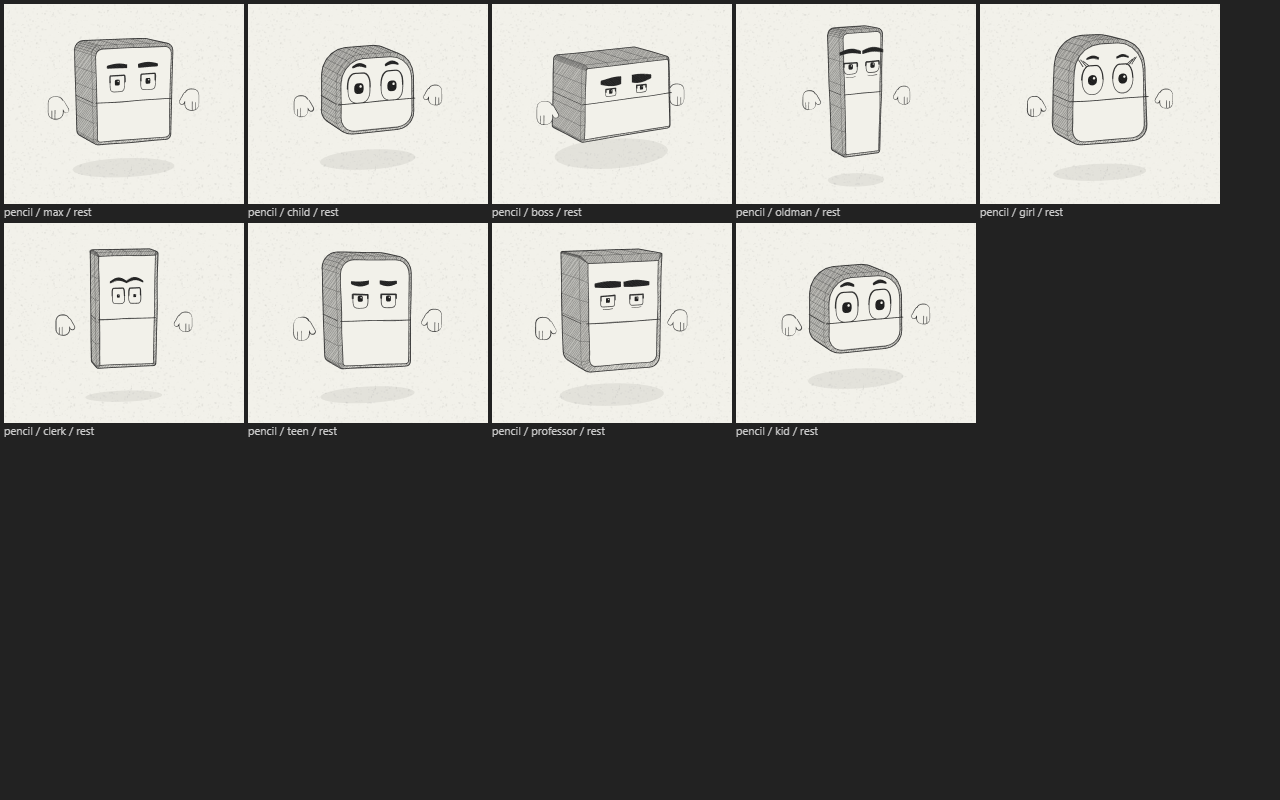 pencil / max / rest
pencil / child / rest
pencil / boss / rest
pencil / oldman / rest
pencil / girl / rest
pencil / clerk / rest
pencil / teen / rest
pencil / professor / rest
pencil / kid / rest